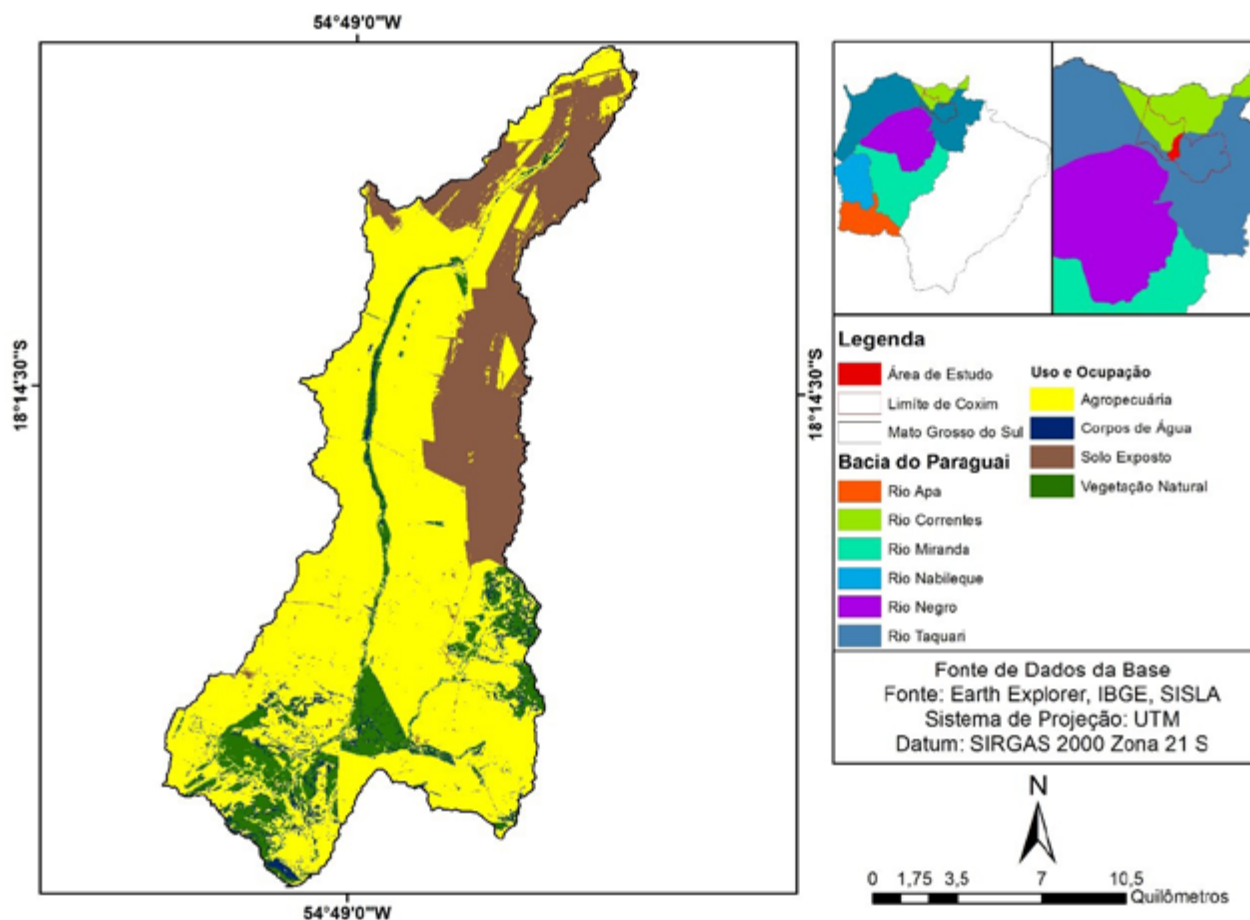 54°49'0"W
18°14'30"S
18°14'30"S
54°49'0"W
Legenda
Área de Estudo
Limíte de Coxim
Mato Grosso do Sul
Bacia do Paraguai
Rio Apa
Rio Correntes
Rio Miranda
Rio Nabileque
Rio Negro
Rio Taquari
Uso e Ocupação
Agropecuária
Corpos de Água
Solo Exposto
Vegetação Natural
Fonte de Dados da Base
Fonte: Earth Explorer, IBGE, SISLA
Sistema de Projeção: UTM
Datum: SIRGAS 2000 Zona 21 S
N
0 1,75 3,5 7 10,5
Quilômetros